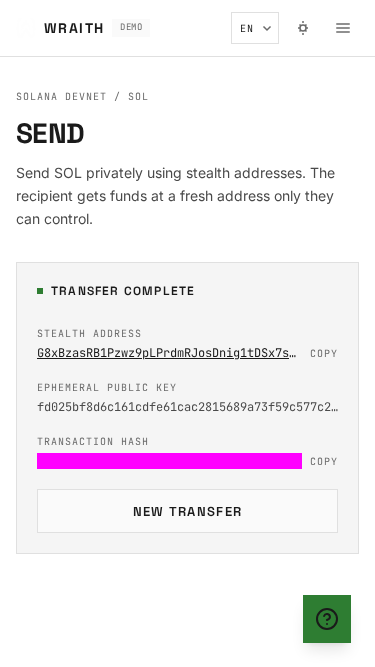 WRAITH DEMO EN
SOLANA DEVNET / SOL
SEND
Send SOL privately using stealth addresses. The
recipient gets funds at a fresh address only they
can control.
TRANSFER COMPLETE
STEALTH ADDRESS
G8xBzasRB1Pzwz9pLPrdmRJosDnig1tDSx7s… COPY
EPHEMERAL PUBLIC KEY
fd025bf8d6c161cdfe61cac2815689a73f59c577c2…
TRANSACTION HASH
COPY
NEW TRANSFER